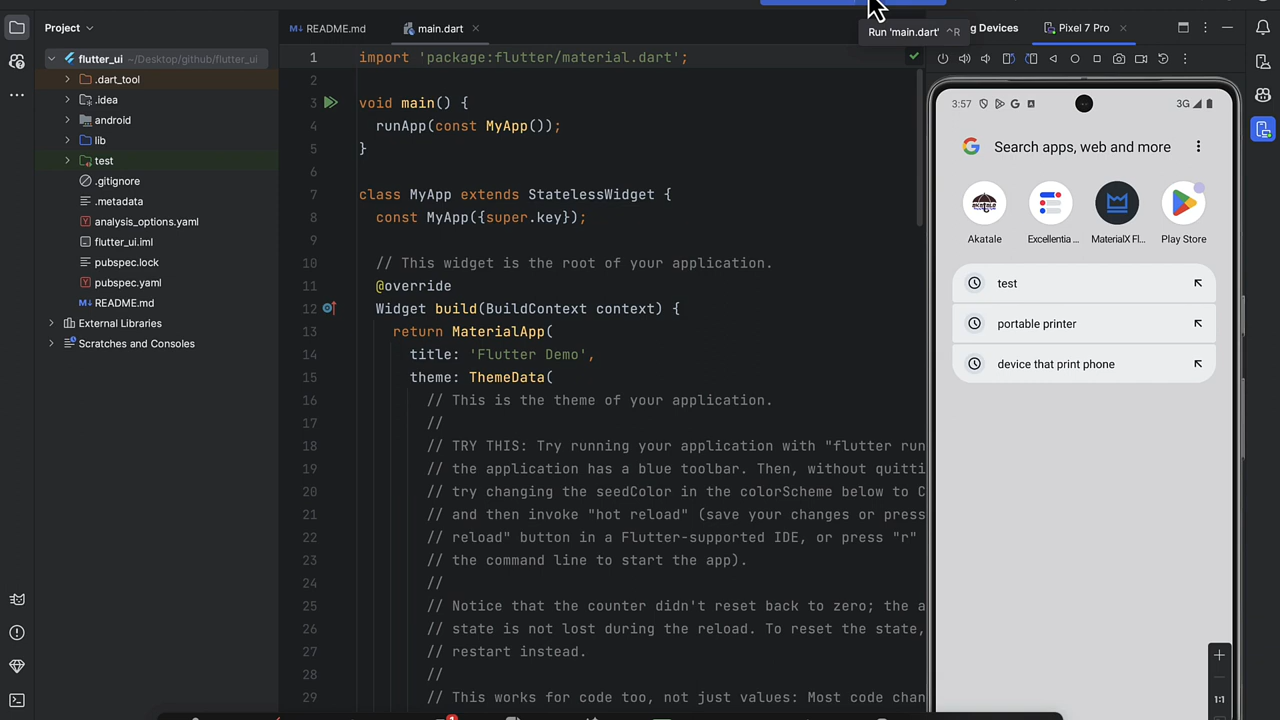 Project
flutter_ui ~/Desktop/github/flutter_ui
.dart_tool
.idea
android
lib
test
.gitignore
.metadata
analysis_options.yaml
flutter_ui.iml
pubspec.lock
pubspec.yaml
README.md
External Libraries
Scratches and Consoles
README.md
main.dart
Run 'main.dart' ^R
g Devices
Pixel 7 Pro
1 import 'package:flutter/material.dart';
2
3 void main() {
4 runApp(const MyApp());
5 }
6
7 class MyApp extends StatelessWidget {
8 const MyApp({super.key});
9
10 // This widget is the root of your application.
11 @override
12 Widget build(BuildContext context) {
13 return MaterialApp(
14 title: 'Flutter Demo',
15 theme: ThemeData(
16 // This is the theme of your application.
17 //
18 // TRY THIS: Try running your application with "flutter run
19 // the application has a blue toolbar. Then, without quitti
20 // try changing the seedColor in the colorScheme below to C
21 // and then invoke "hot reload" (save your changes or press
22 // reload" button in a Flutter-supported IDE, or press "r"
23 // the command line to start the app).
24 //
25 // Notice that the counter didn't reset back to zero; the a
26 // state is not lost during the reload. To reset the state,
27 // restart instead.
28 //
29 // This works for code too, not just values: Most code chan
3:57
3G
Search apps, web and more
Akatale
Excellentia ...
MaterialX Fl...
Play Store
test
portable printer
device that print phone
1:1
1